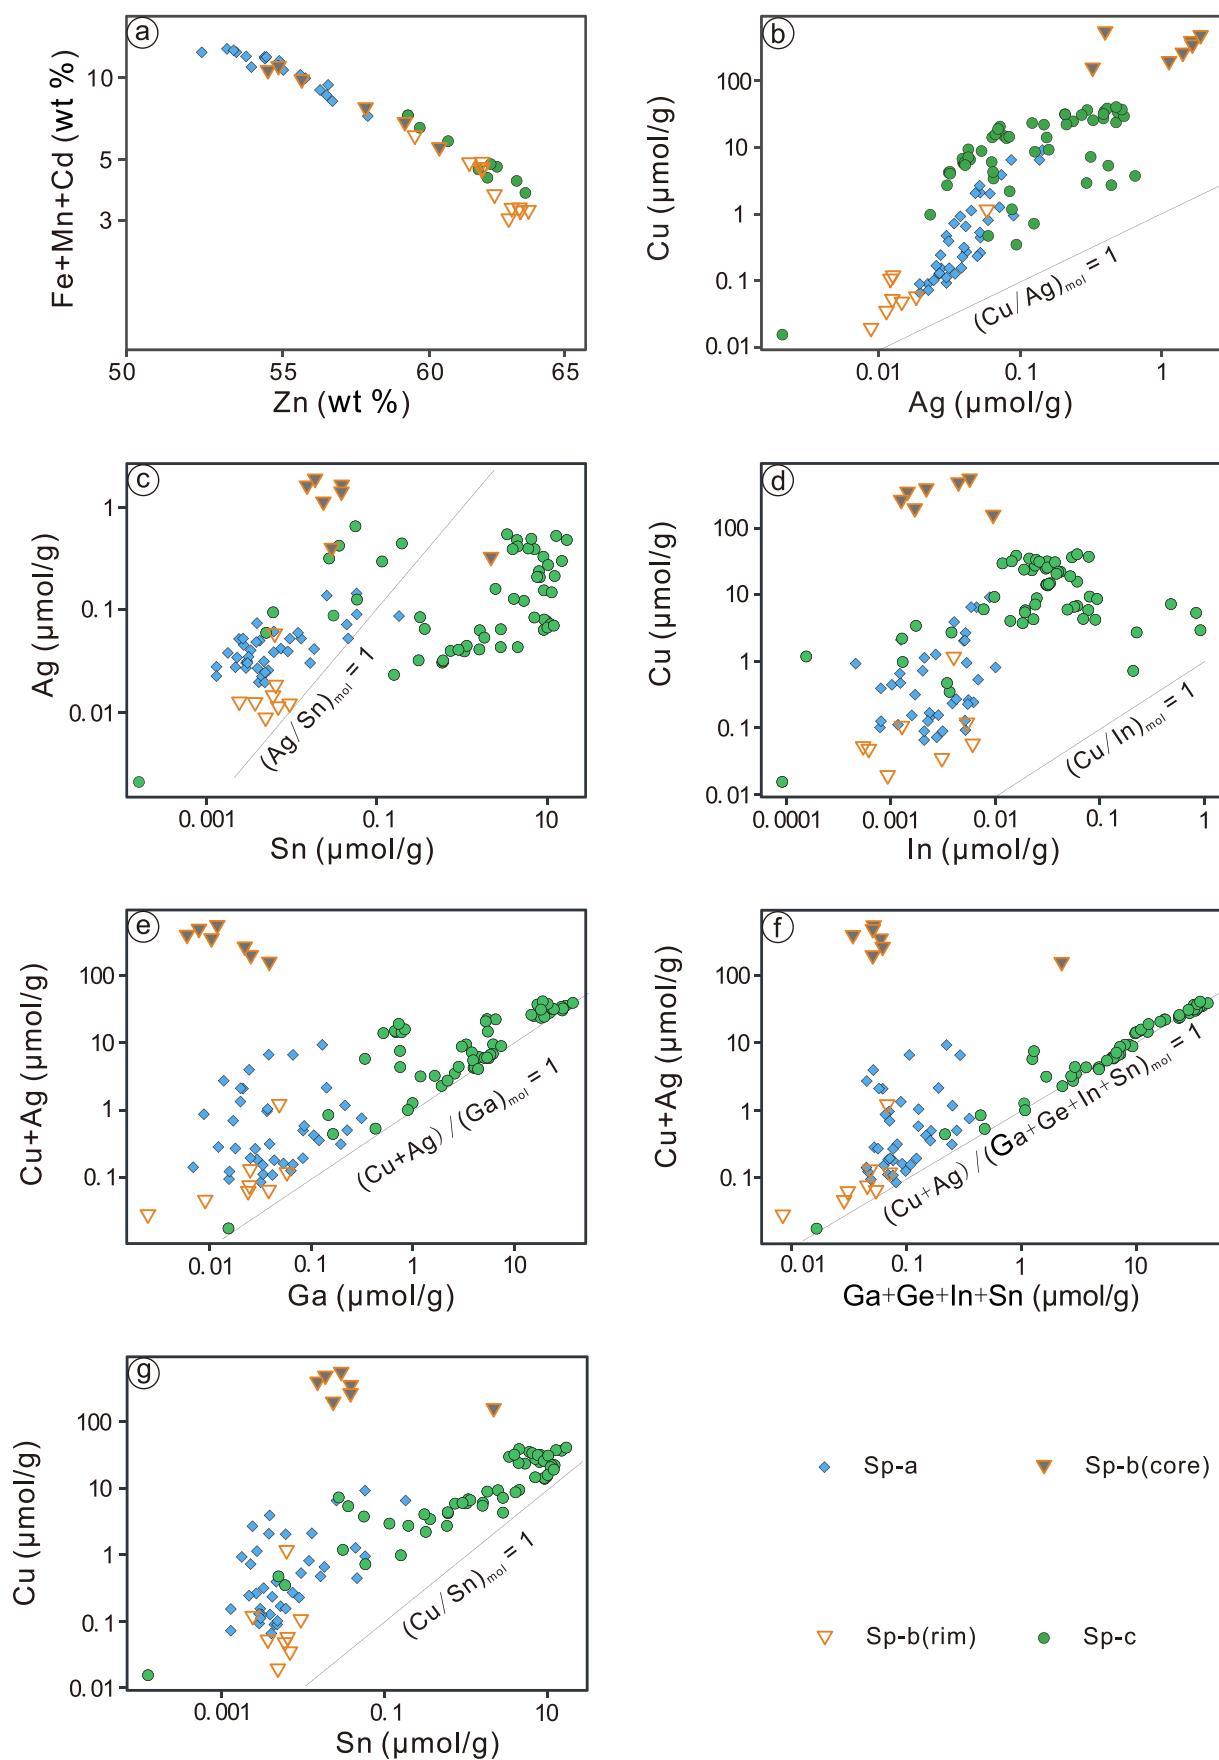 a
10
5
3
Fe+Mn+Cd (wt %)
50
55
60
65
Zn (wt %)
b
100
10
1
0.1
0.01
Cu (μmol/g)
(Cu/Ag)mol = 1
0.01
0.1
1
Ag (μmol/g)
c
1
0.1
0.01
Ag (μmol/g)
(Ag/Sn)mol = 1
0.001
0.1
10
Sn (μmol/g)
d
100
10
1
0.1
0.01
Cu (μmol/g)
(Cu/In)mol = 1
0.0001
0.001
0.01
0.1
1
In (μmol/g)
e
100
10
1
0.1
Cu+Ag (μmol/g)
(Cu+Ag) / (Ga)mol = 1
0.01
0.1
1
10
Ga (μmol/g)
f
100
10
1
0.1
Cu+Ag (μmol/g)
(Cu+Ag) / (Ga+Ge+In+Sn)mol = 1
0.01
0.1
1
10
Ga+Ge+In+Sn (μmol/g)
g
100
10
1
0.1
0.01
Cu (μmol/g)
(Cu/Sn)mol = 1
0.001
0.1
10
Sn (μmol/g)
Sp-a
Sp-b(core)
Sp-b(rim)
Sp-c